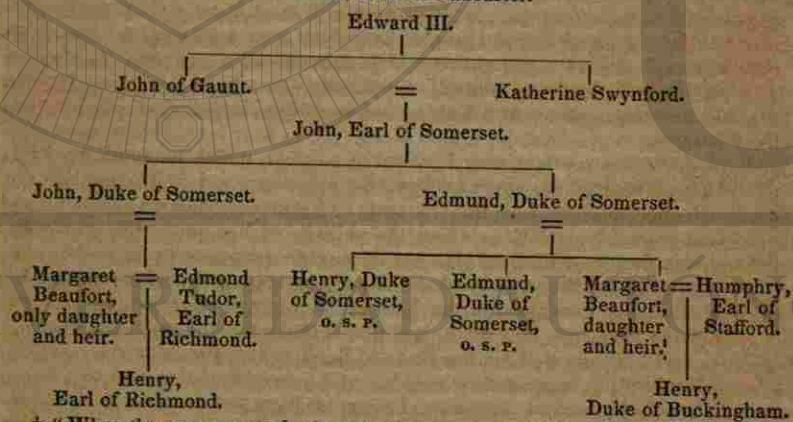 Edward III.
John of Gaunt. = Katherine Swynford.
John, Earl of Somerset.
John, Duke of Somerset. Edmund, Duke of Somerset.
= =
Margaret = Edmond Henry, Duke Edmund, Margaret = Humphry,
Beaufort, Tudor, of Somerset, Duke of Beaufort, Earl of
only daughter Earl of O. S. P. Somerset, daughter Stafford.
and heir. Richmond. O. S. P. and heir.
Henry, Henry,
Earl of Richmond. Duke of Buckingham.